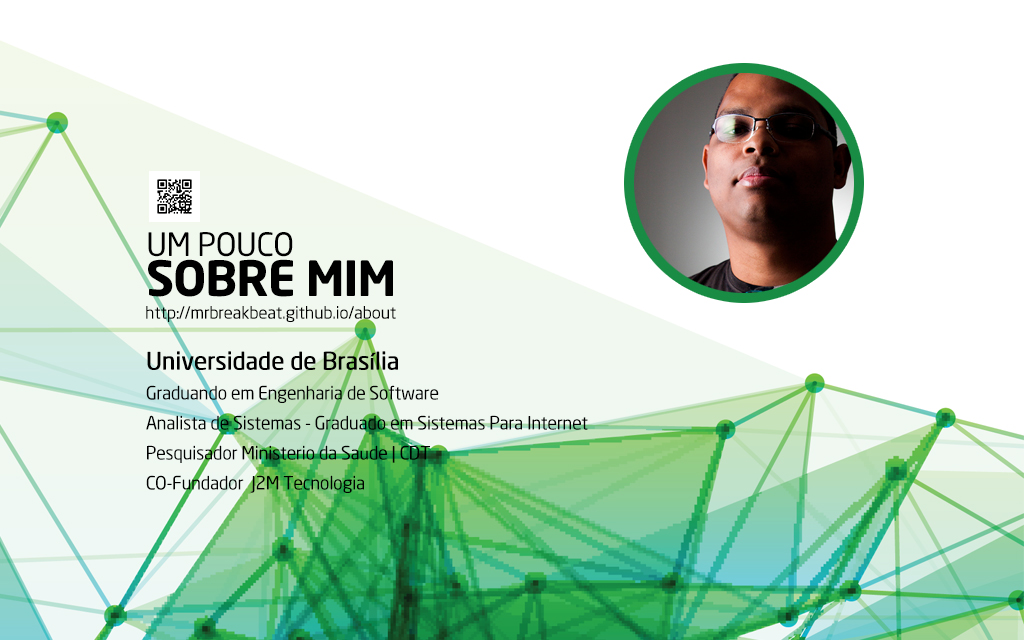 UM POUCO
SOBRE MIM
http://mrbreakbeat.github.io/about
Universidade de Brasília
Graduando em Engenharia de Software
Analista de Sistemas - Graduado em Sistemas Para Internet
Pesquisador Ministerio da Saude | CDT
CO-Fundador J2M Tecnologia